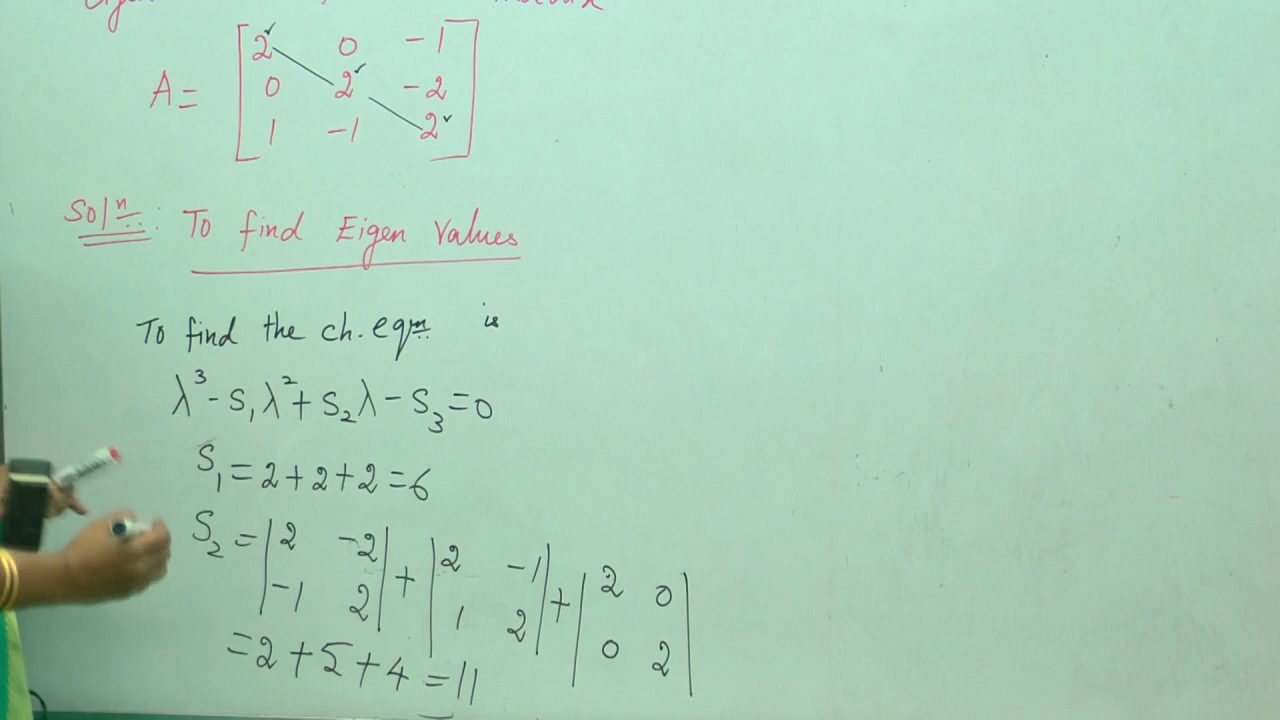 A = [ 2 0 -1
0 2 -2
1 -1 2 ]
Solⁿ: To find Eigen Values
To find the ch. eqn is
λ³ - S₁λ² + S₂λ - S₃ = 0
S₁ = 2 + 2 + 2 = 6
S₂ = |2 -2| + |2 -1| + |2 0|
|-1 2| |1 2| |0 2|
= 2 + 5 + 4 = 11